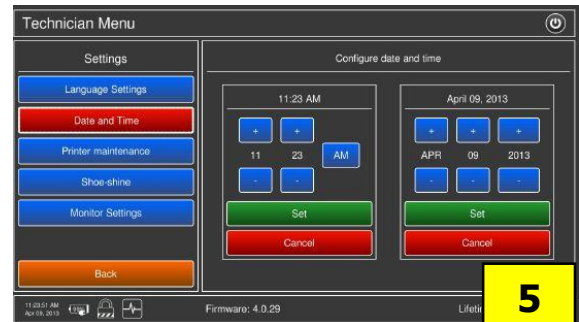 Technician Menu
Settings
Language Settings
Date and Time
Printer maintenance
Shoe-shine
Monitor Settings
Back
Configure date and time
11:23 AM
+ +
11 23 AM
- -
Set
Cancel
April 09, 2013
+ + +
APR 09 2013
- - -
Set
Cancel
11:23:51 AM
Apr 09, 2013
Firmware: 4.0.29
5